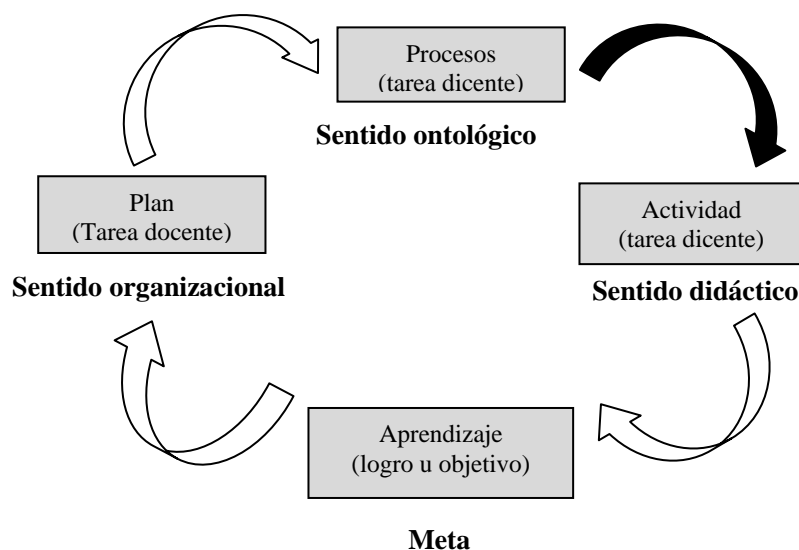 Procesos
(tarea dicente)
Sentido ontológico
Plan
(Tarea docente)
Sentido organizacional
Actividad
(tarea dicente)
Sentido didáctico
Aprendizaje
(logro u objetivo)
Meta